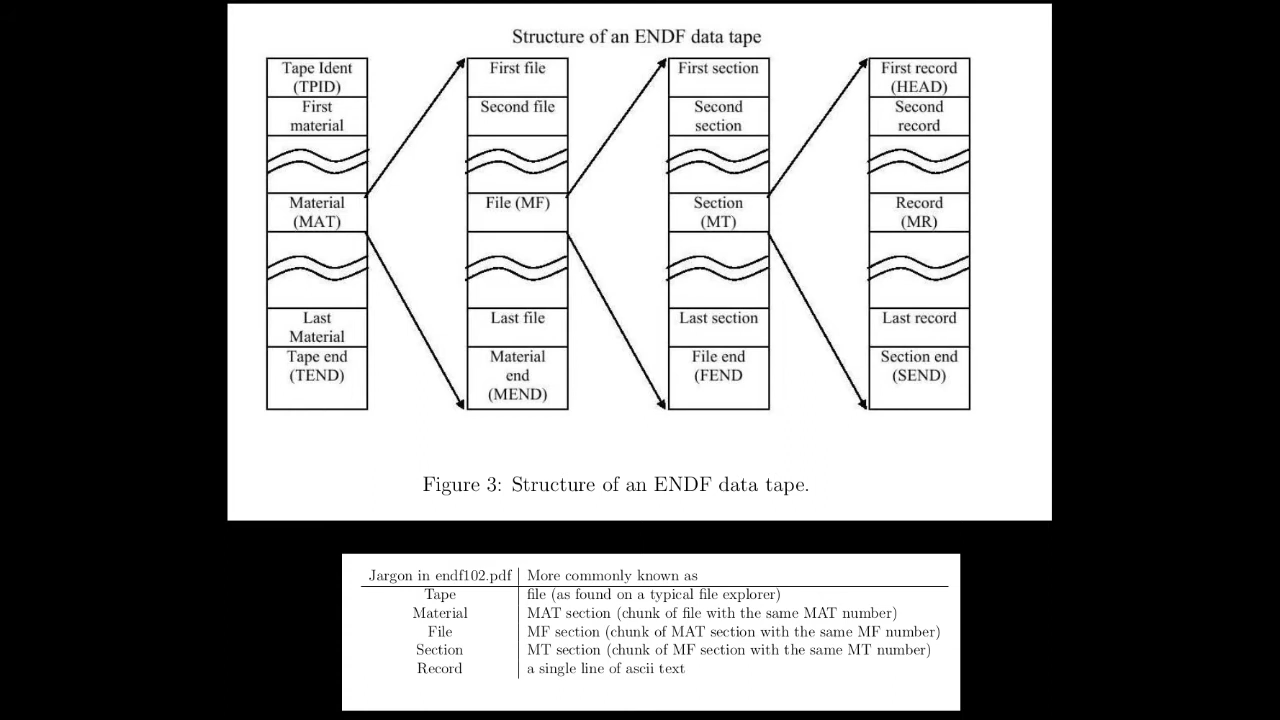 Structure of an ENDF data tape
Tape Ident
(TPID)
First
material
Material
(MAT)
Last
Material
Tape end
(TEND)
First file
Second file
File (MF)
Last file
Material
end
(MEND)
First section
Second
section
Section
(MT)
Last section
File end
(FEND
First record
(HEAD)
Second
record
Record
(MR)
Last record
Section end
(SEND)
Figure 3: Structure of an ENDF data tape.
Jargon in endf102.pdf More commonly known as
Tape file (as found on a typical file explorer)
Material MAT section (chunk of file with the same MAT number)
File MF section (chunk of MAT section with the same MF number)
Section MT section (chunk of MF section with the same MT number)
Record a single line of ascii text